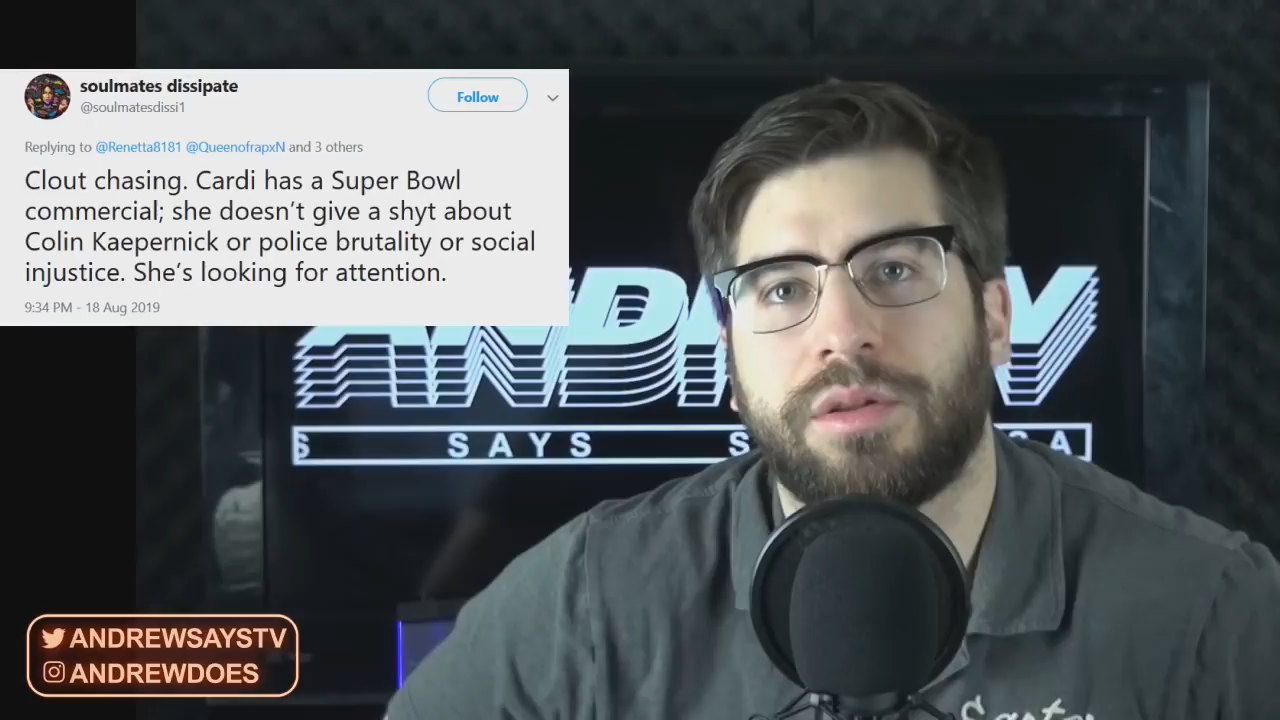 soulmates dissipate
@soulmatesdissi1
Follow
Replying to @Renetta8181 @QueenofrapxN and 3 others
Clout chasing. Cardi has a Super Bowl
commercial; she doesn’t give a shyt about
Colin Kaepernick or police brutality or social
injustice. She’s looking for attention.
9:34 PM - 18 Aug 2019
AND
W
S SAYS S SA
ANDREWSAYSTV
ANDREWDOES